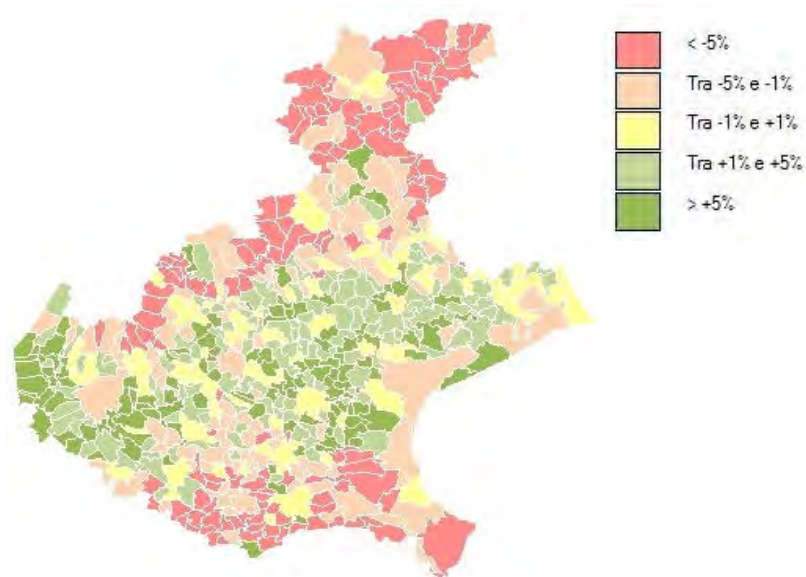 < -5%
Tra -5% e -1%
Tra -1% e +1%
Tra +1% e +5%
> +5%